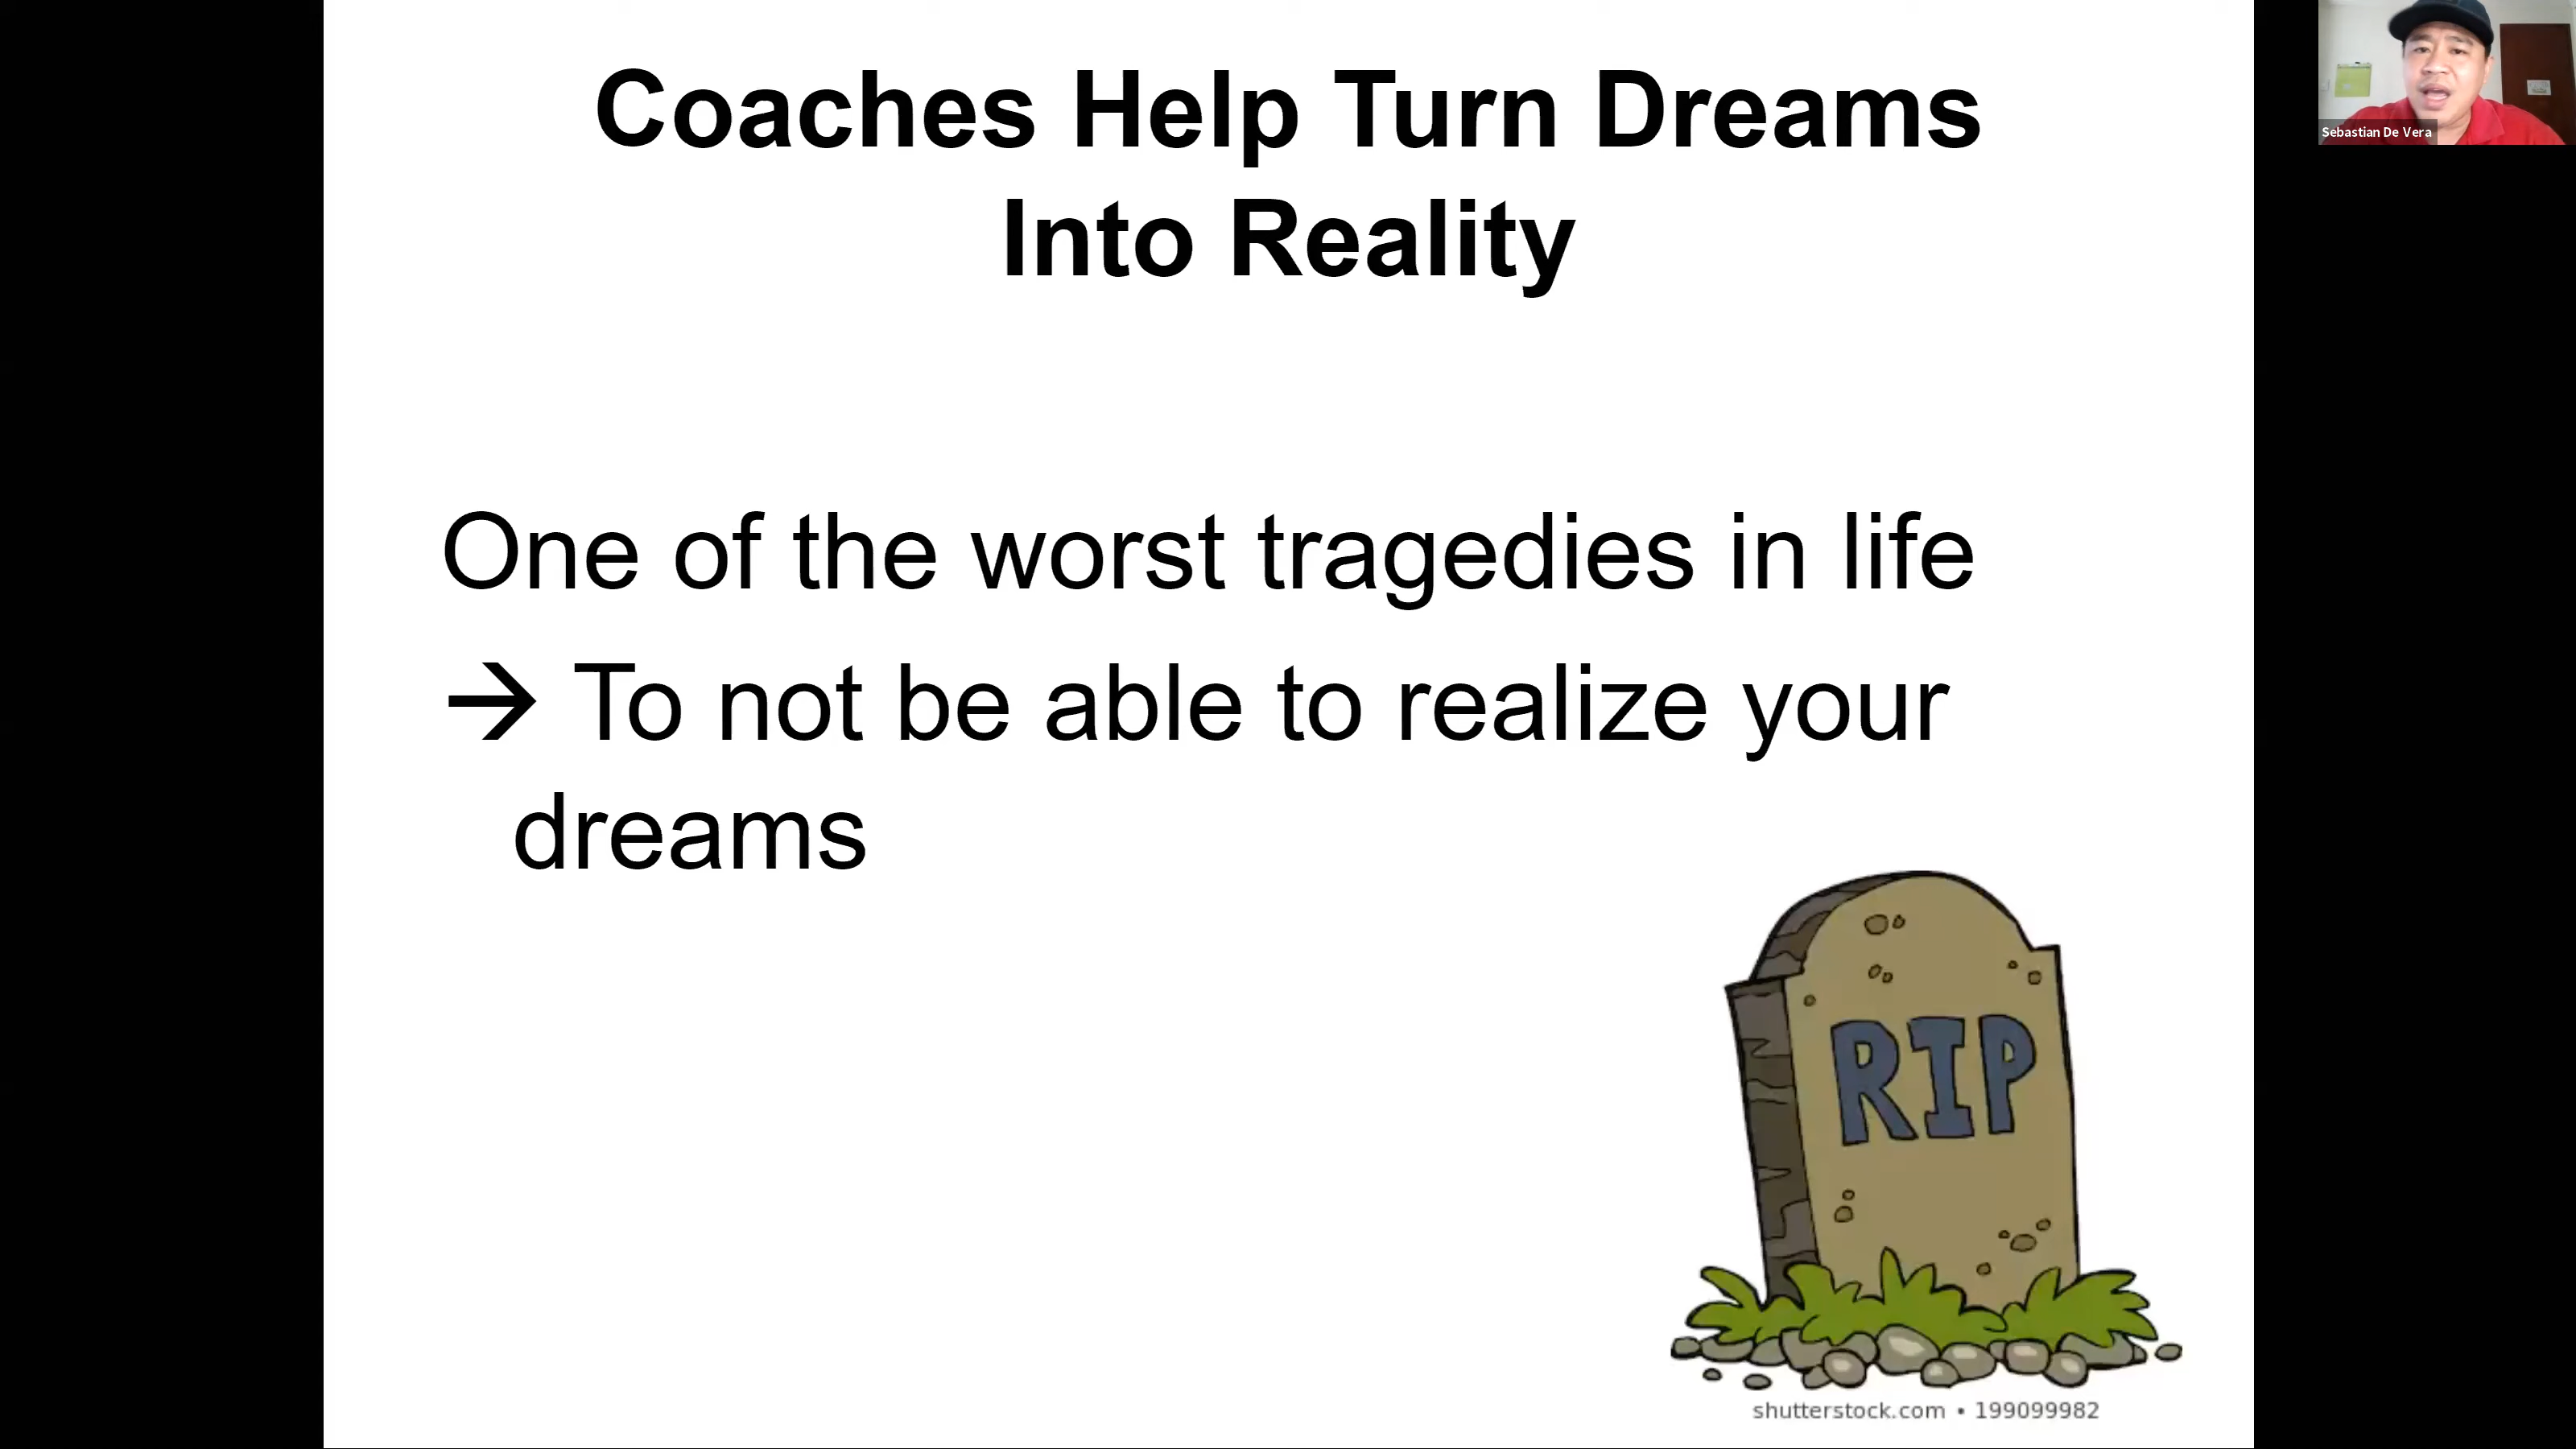 Coaches Help Turn Dreams
Into Reality
Sebastian De Vera
One of the worst tragedies in life
→ To not be able to realize your
dreams
RIP
shutterstock.com • 199099982